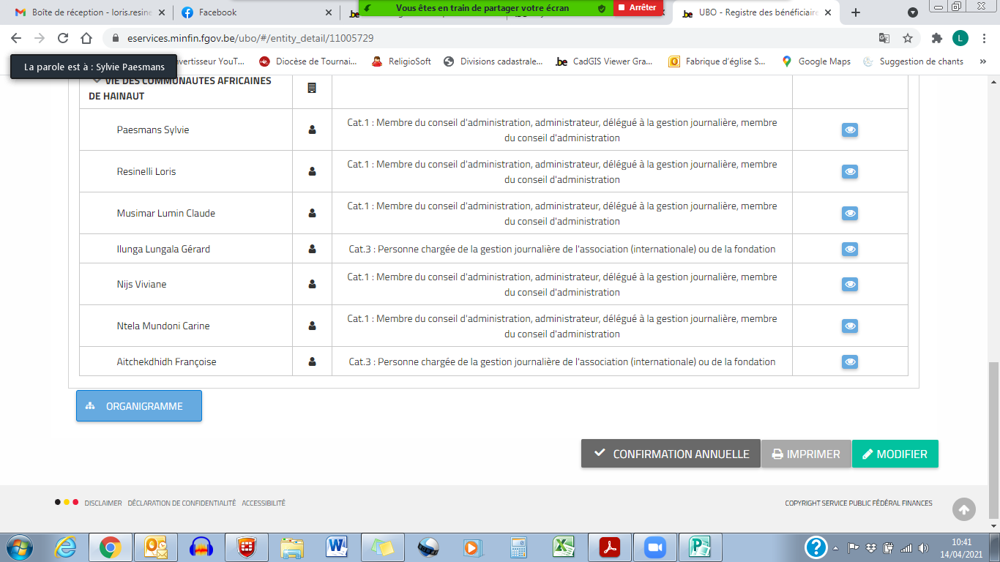 Boîte de réception - loris.resine
Facebook
.be
Vous êtes en train de partager votre écran
Arrêter
.be UBO - Registre des bénéficiaire
eservices.minfin.fgov.be/ubo/#/entity_detail/11005729
L
La parole est à : Sylvie Paesmans
nvertisseur YouT...
Diocèse de Tournai...
ReligioSoft
Divisions cadastrale...
.be CadGIS Viewer Gra...
Fabrique d'église S...
Google Maps
Suggestion de chants
»
VIE DES COMMUNAUTES AFRICAINES
DE HAINAUT
Paesmans Sylvie
Cat.1 : Membre du conseil d'administration, administrateur, délégué à la gestion journalière, membre
du conseil d'administration
Resinelli Loris
Cat.1 : Membre du conseil d'administration, administrateur, délégué à la gestion journalière, membre
du conseil d'administration
Musimar Lumin Claude
Cat.1 : Membre du conseil d'administration, administrateur, délégué à la gestion journalière, membre
du conseil d'administration
Ilunga Lungala Gérard
Cat.3 : Personne chargée de la gestion journalière de l'association (internationale) ou de la fondation
Nijs Viviane
Cat.1 : Membre du conseil d'administration, administrateur, délégué à la gestion journalière, membre
du conseil d'administration
Ntela Mundoni Carine
Cat.1 : Membre du conseil d'administration, administrateur, délégué à la gestion journalière, membre
du conseil d'administration
Aitchekdhidh Françoise
Cat.3 : Personne chargée de la gestion journalière de l'association (internationale) ou de la fondation
ORGANIGRAMME
CONFIRMATION ANNUELLE
IMPRIMER
MODIFIER
DISCLAIMER DÉCLARATION DE CONFIDENTIALITÉ ACCESSIBILITÉ
COPYRIGHT SERVICE PUBLIC FÉDÉRAL FINANCES
10:41
14/04/2021